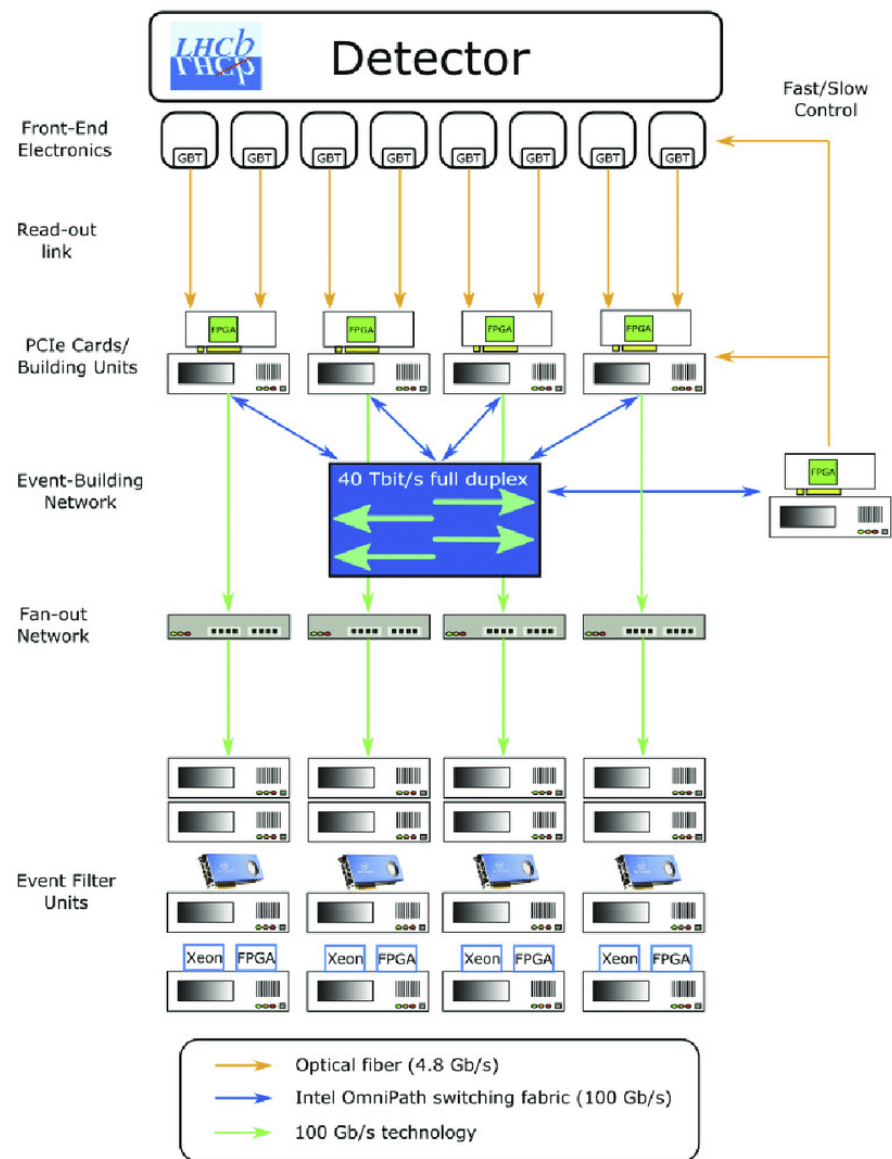 LHCb
LHCb
Detector
Fast/Slow
Control
Front-End
Electronics
GBT GBT GBT GBT GBT GBT GBT GBT
Read-out
link
FPGA FPGA FPGA FPGA
PCIe Cards/
Building Units
Event-Building
Network
40 Tbit/s full duplex
FPGA
Fan-out
Network
Event Filter
Units
Xeon FPGA Xeon FPGA Xeon FPGA Xeon FPGA
Optical fiber (4.8 Gb/s)
Intel OmniPath switching fabric (100 Gb/s)
100 Gb/s technology